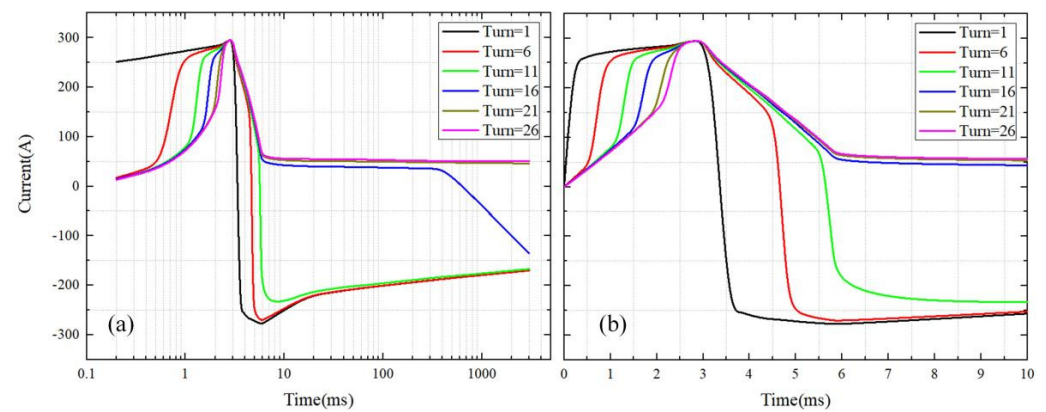 300
200
100
0
-100
-200
-300
Current(A)
Turn=1
Turn=6
Turn=11
Turn=16
Turn=21
Turn=26
(a)
0.1
1
10
100
1000
Time(ms)
Turn=1
Turn=6
Turn=11
Turn=16
Turn=21
Turn=26
(b)
0
1
2
3
4
5
6
7
8
9
10
Time(ms)